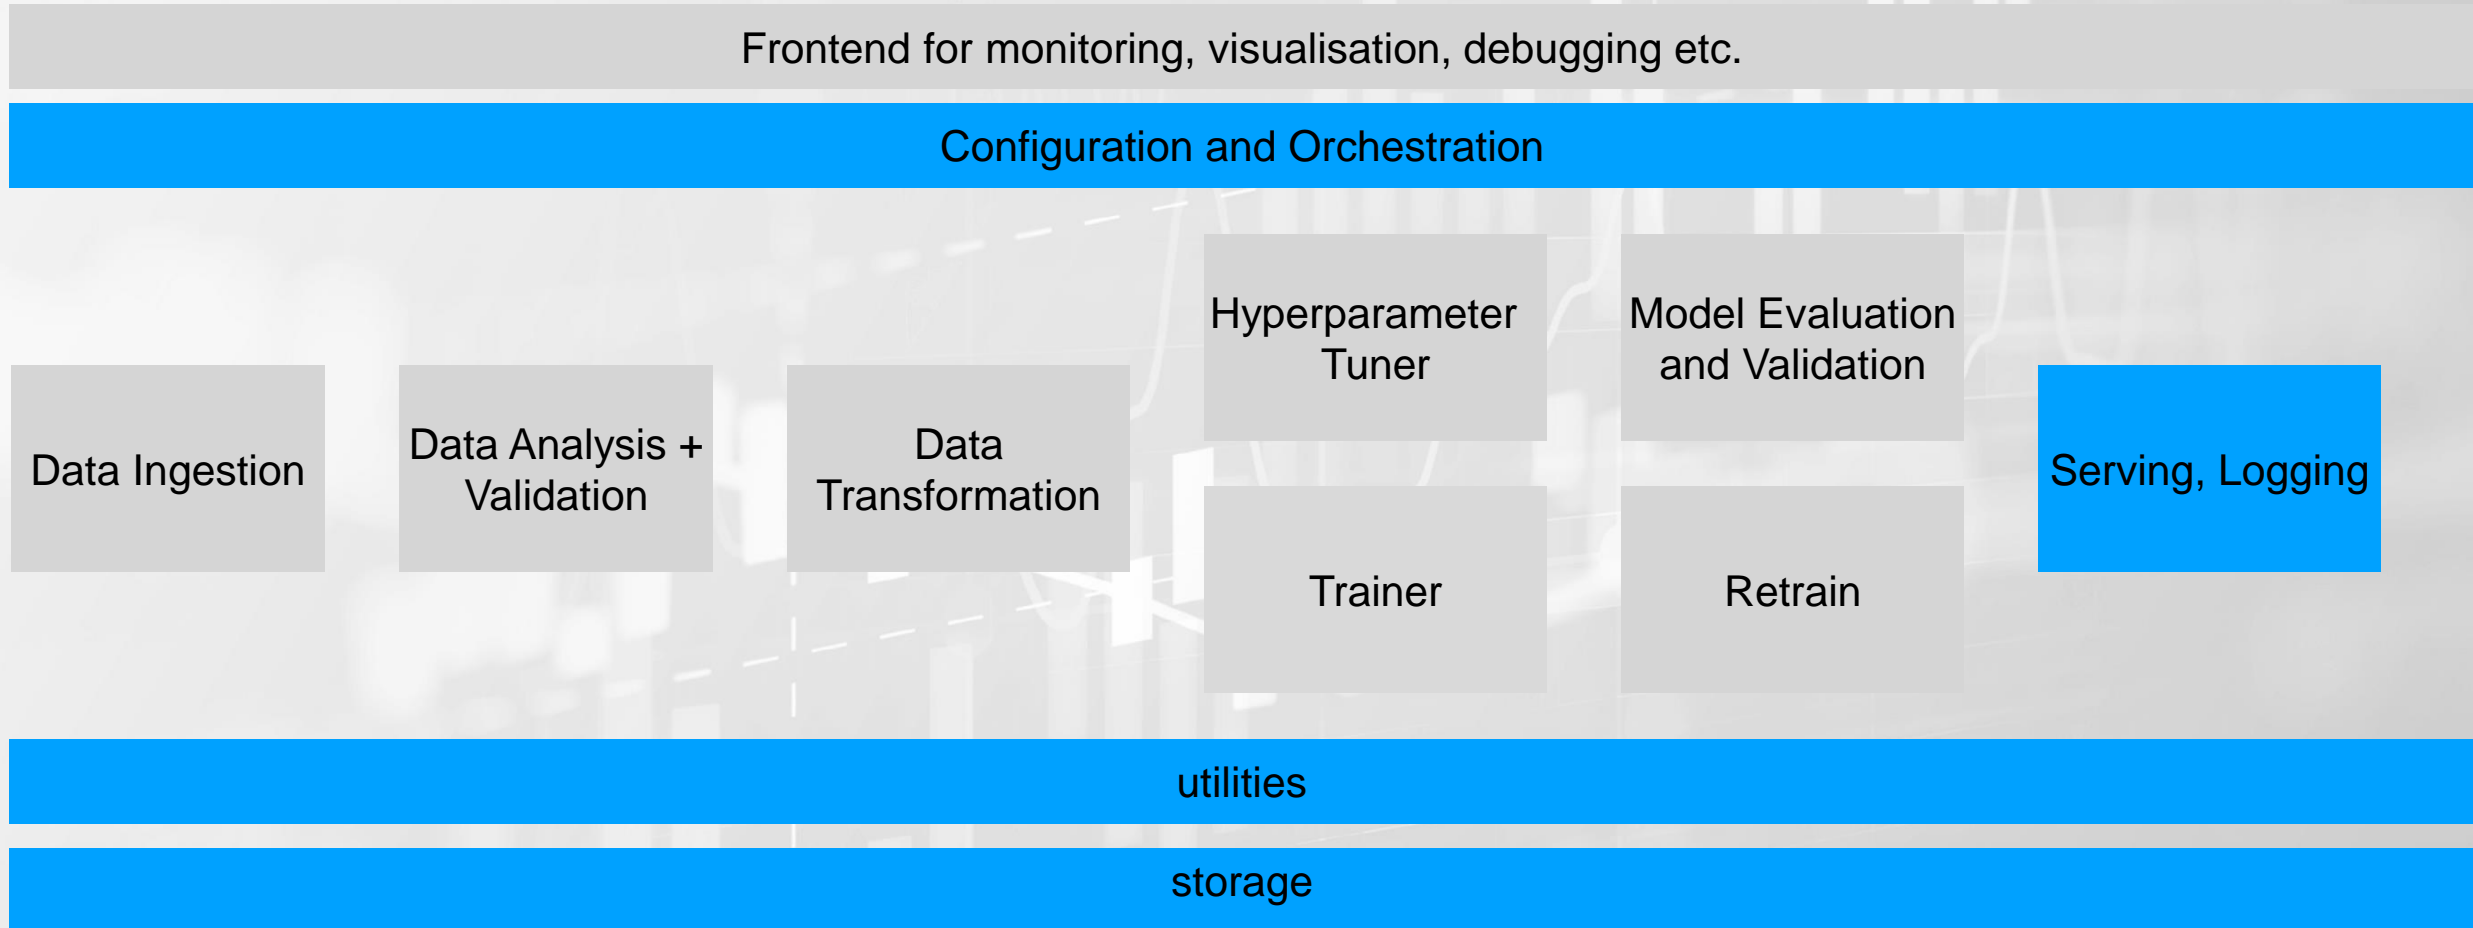 Frontend for monitoring, visualisation, debugging etc.
Configuration and Orchestration
Data Ingestion
Data Analysis +
Validation
Data
Transformation
Hyperparameter
Tuner
Trainer
Model Evaluation
and Validation
Retrain
Serving, Logging
utilities
storage